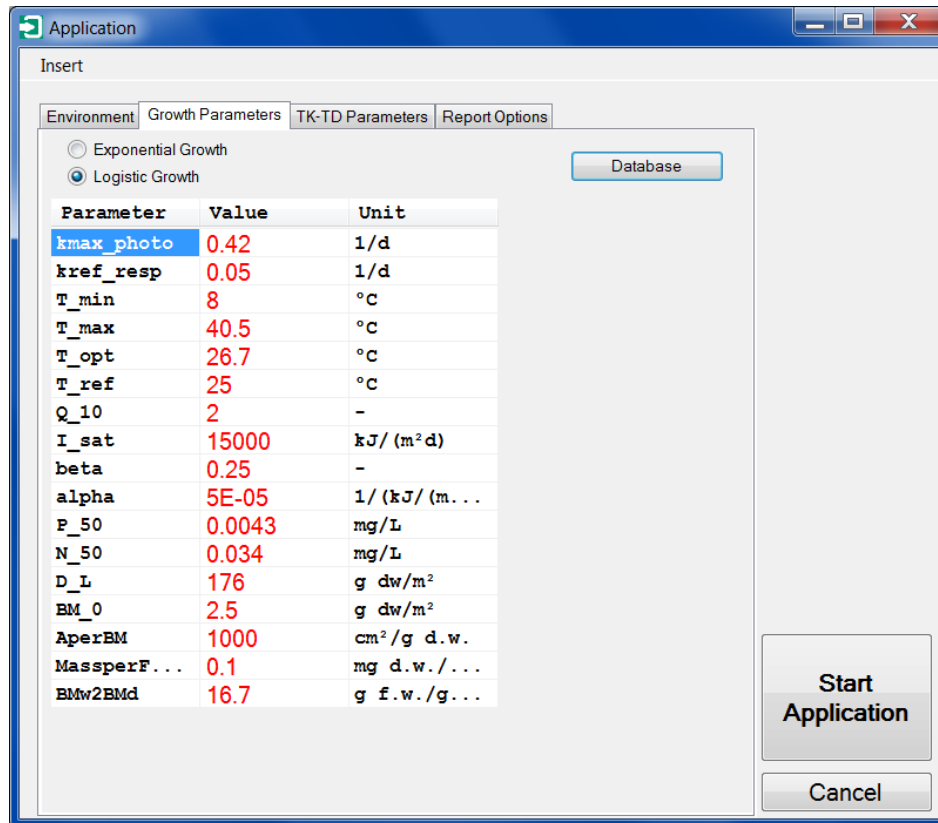 Application
Insert
Environment Growth Parameters TK-TD Parameters Report Options
Exponential Growth
Database
Logistic Growth
Parameter Value Unit
kmax_photo 0.42 1/d
kref_resp 0.05 1/d
T_min 8 °C
T_max 40.5 °C
T_opt 26.7 °C
T_ref 25 °C
Q_10 2 -
I_sat 15000 kJ/(m²d)
beta 0.25 -
alpha 5E-05 1/(kJ/(m...
P_50 0.0043 mg/L
N_50 0.034 mg/L
D_L 176 g dw/m²
BM_0 2.5 g dw/m²
AperBM 1000 cm²/g d.w.
MassperF... 0.1 mg d.w./...
BMw2BMd 16.7 g f.w./g...
Start
Application
Cancel